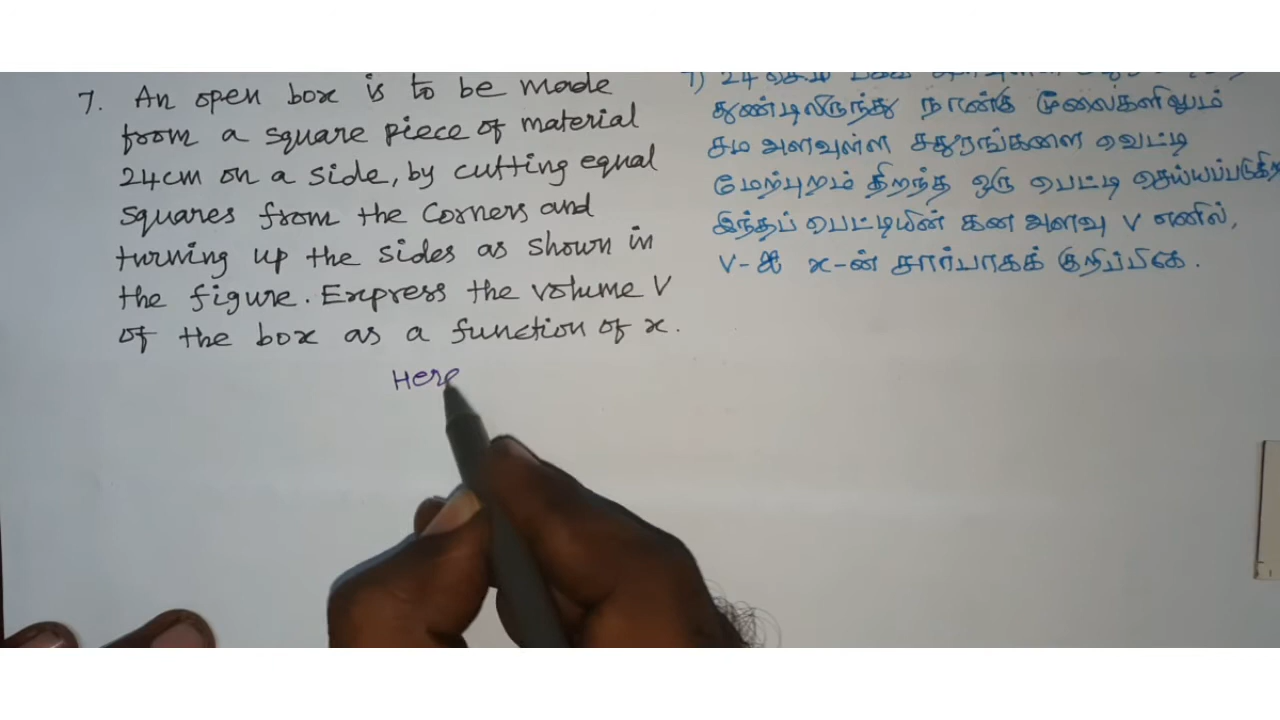 7. An open box is to be made
from a square piece of material
24cm on a side, by cutting equal
squares from the corners and
turning up the sides as shown in
the figure. Express the volume V
of the box as a function of x.
Here
7) 24 செ.மீ
துண்டிலிருந்து நான்கு மூலைகளிலும்
சம அளவுள்ள சதுரங்களை வெட்டி
மேற்புறம் திறந்த ஒரு பெட்டி
இந்தப் பெட்டியின் கன அளவு V எனில்,
V-ஐ x-ன் சார்பாகக் குறிப்பிடுக.